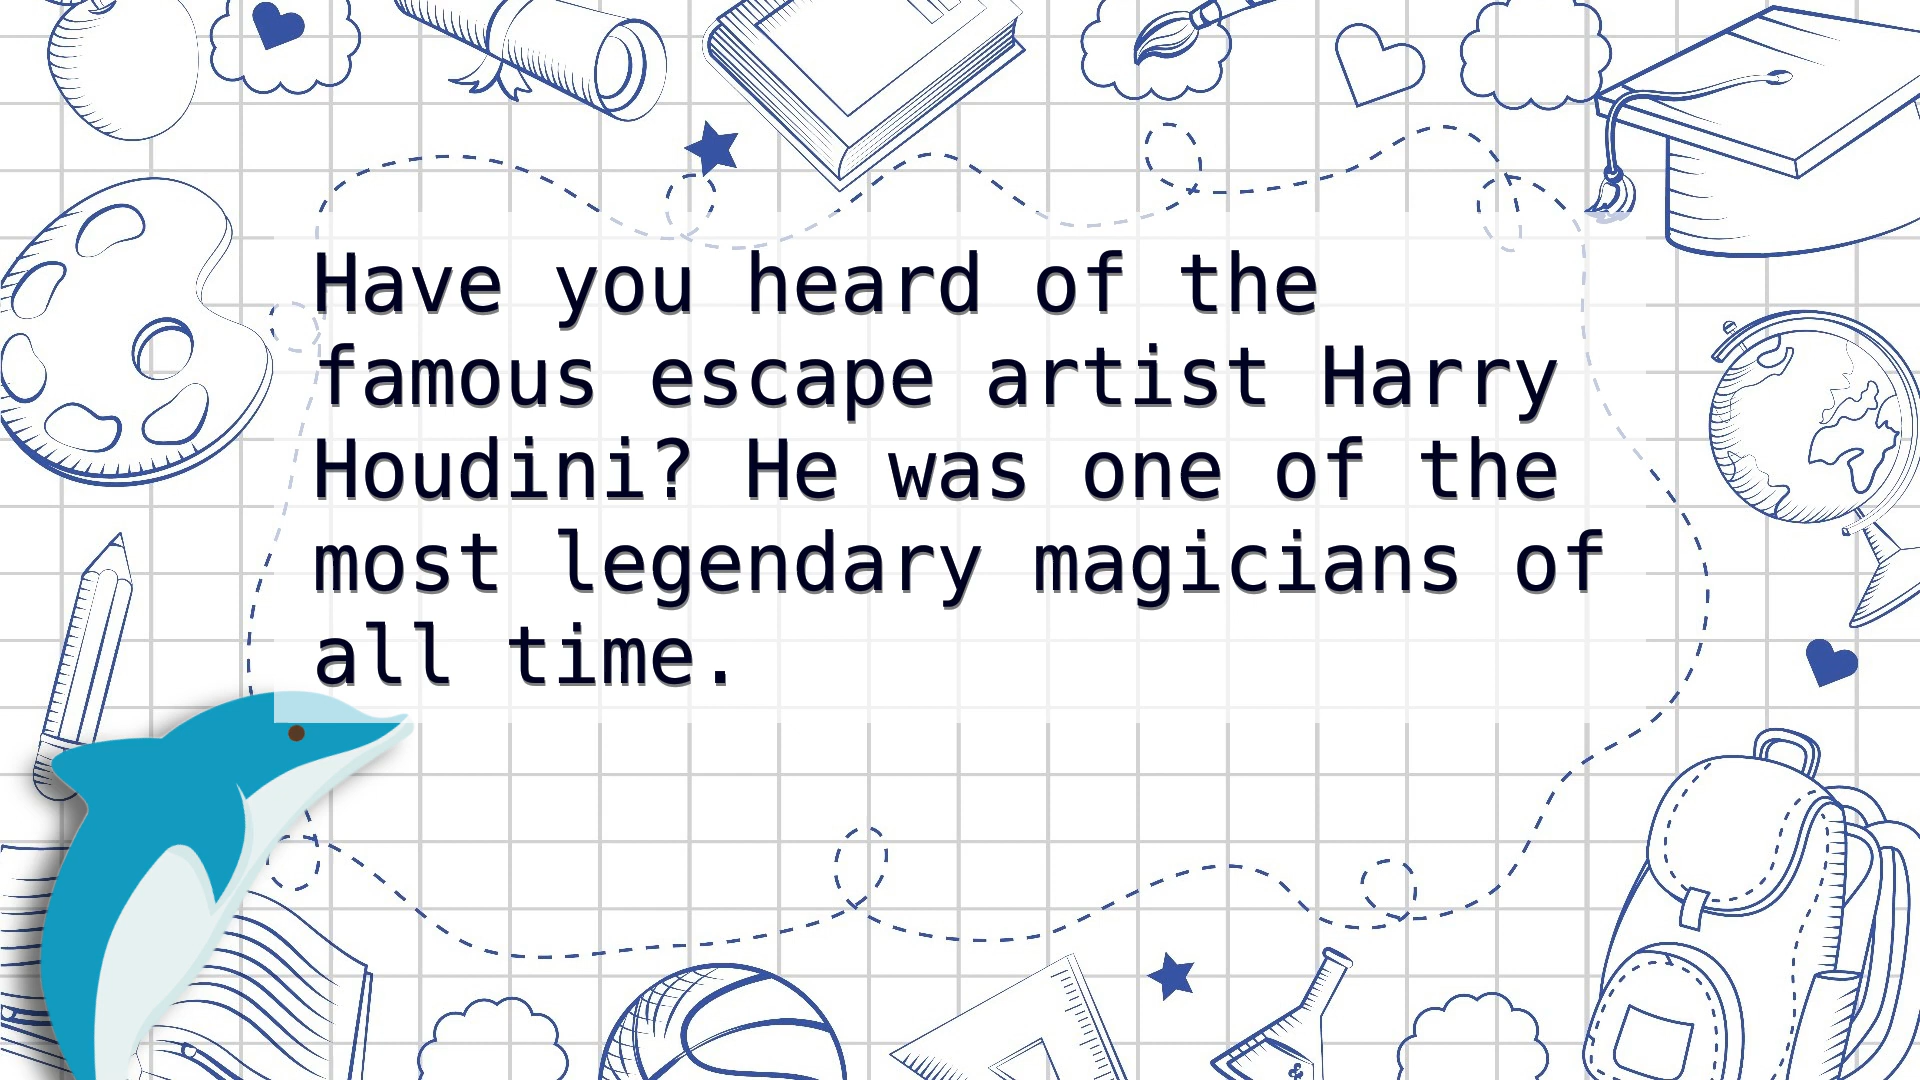 Have you heard of the
famous escape artist Harry
Houdini? He was one of the
most legendary magicians of
all time.